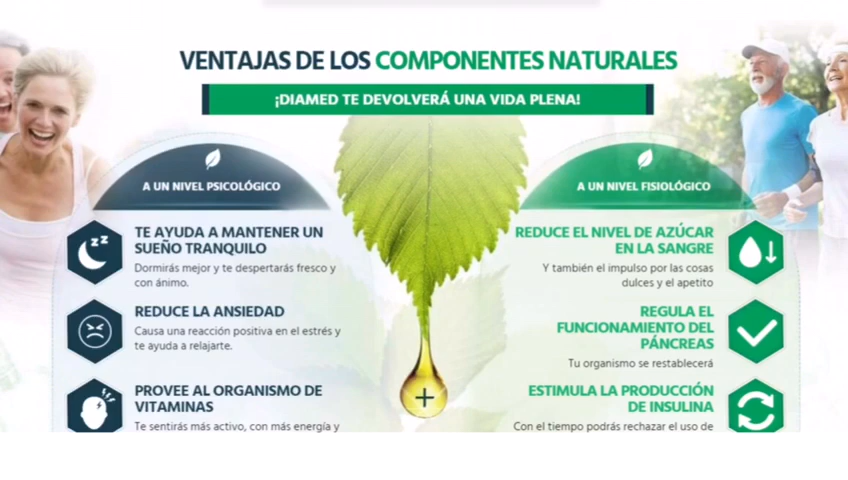 VENTAJAS DE LOS COMPONENTES NATURALES
¡DIAMED TE DEVOLVERÁ UNA VIDA PLENA!
A UN NIVEL PSICOLÓGICO
TE AYUDA A MANTENER UN
SUEÑO TRANQUILO
Dormirás mejor y te despertarás fresco y
con ánimo.
REDUCE LA ANSIEDAD
Causa una reacción positiva en el estrés y
te ayuda a relajarte.
PROVEE AL ORGANISMO DE
VITAMINAS
Te sentirás más activo, con más energía y
A UN NIVEL FISIOLÓGICO
REDUCE EL NIVEL DE AZÚCAR
EN LA SANGRE
Y también el impulso por las cosas
dulces y el apetito
REGULA EL
FUNCIONAMIENTO DEL
PÁNCREAS
Tu organismo se restablecerá
ESTIMULA LA PRODUCCIÓN
DE INSULINA
Con el tiempo podrás rechazar el uso de